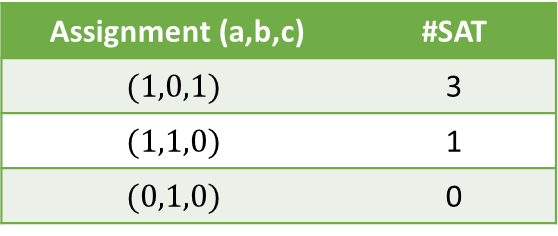 Assignment (a,b,c) #SAT
(1,0,1) 3
(1,1,0) 1
(0,1,0) 0